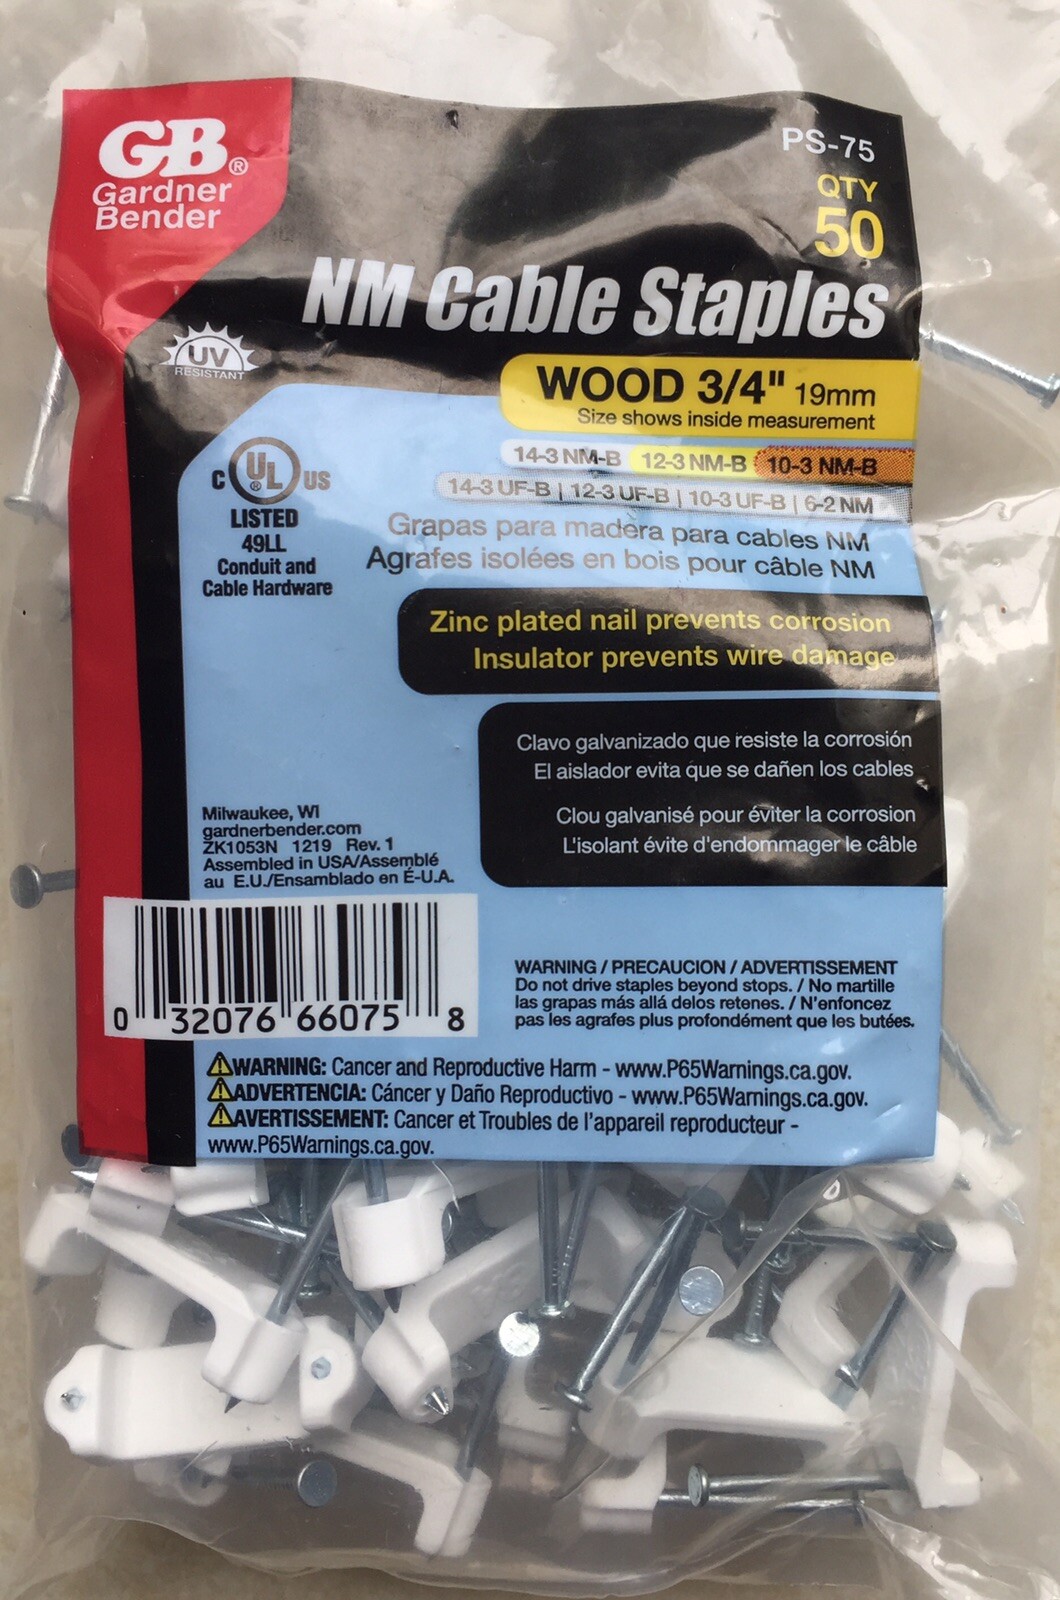 GB®
Gardner
Bender
PS-75
QTY
50
NM Cable Staples
UV
RESISTANT
WOOD 3/4" 19mm
Size shows inside measurement
14-3 NM-B 12-3 NM-B 10-3 NM-B
14-3 UF-B | 12-3 UF-B | 10-3 UF-B | 6-2 NM
Grapas para madera para cables NM
Agrafes isolées en bois pour câble NM
C UL® US
LISTED
49LL
Conduit and
Cable Hardware
Zinc plated nail prevents corrosion
Insulator prevents wire damage
Clavo galvanizado que resiste la corrosión
El aislador evita que se dañen los cables
Clou galvanisé pour éviter la corrosion
L'isolant évite d'endommager le câble
Milwaukee, WI
gardnerbender.com
ZK1053N 1219 Rev. 1
Assembled in USA/Assemblé
au E.U./Ensamblado en É-U.A.
0 32076 66075 8
WARNING / PRECAUCION / ADVERTISSEMENT
Do not drive staples beyond stops. / No martille
las grapas más allá delos retenes. / N'enfoncez
pas les agrafes plus profondément que les butées.
WARNING: Cancer and Reproductive Harm - www.P65Warnings.ca.gov.
ADVERTENCIA: Cáncer y Daño Reproductivo - www.P65Warnings.ca.gov.
AVERTISSEMENT: Cancer et Troubles de l'appareil reproducteur -
www.P65Warnings.ca.gov.